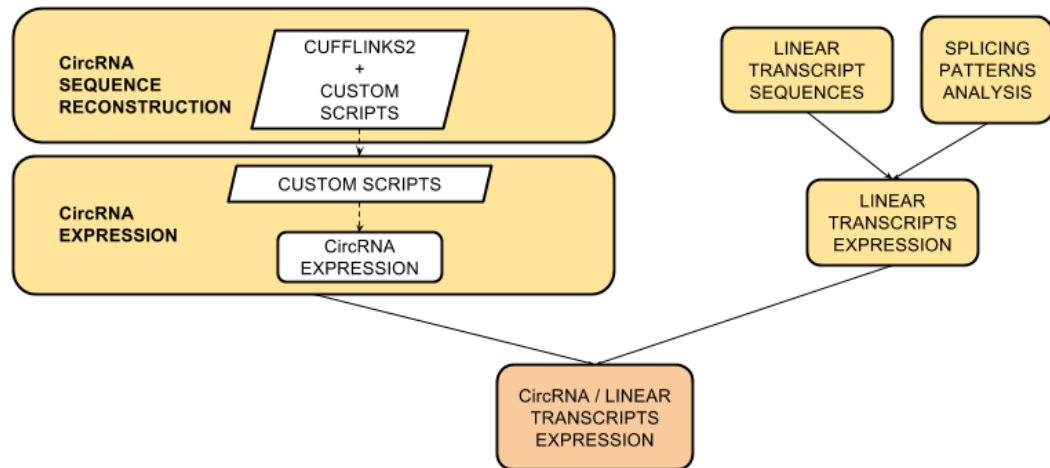 CircRNA
SEQUENCE
RECONSTRUCTION
CUFFLINKS2
+
CUSTOM
SCRIPTS
LINEAR
TRANSCRIPT
SEQUENCES
SPLICING
PATTERNS
ANALYSIS
CircRNA
EXPRESSION
CUSTOM SCRIPTS
CircRNA
EXPRESSION
LINEAR
TRANSCRIPTS
EXPRESSION
CircRNA / LINEAR
TRANSCRIPTS
EXPRESSION